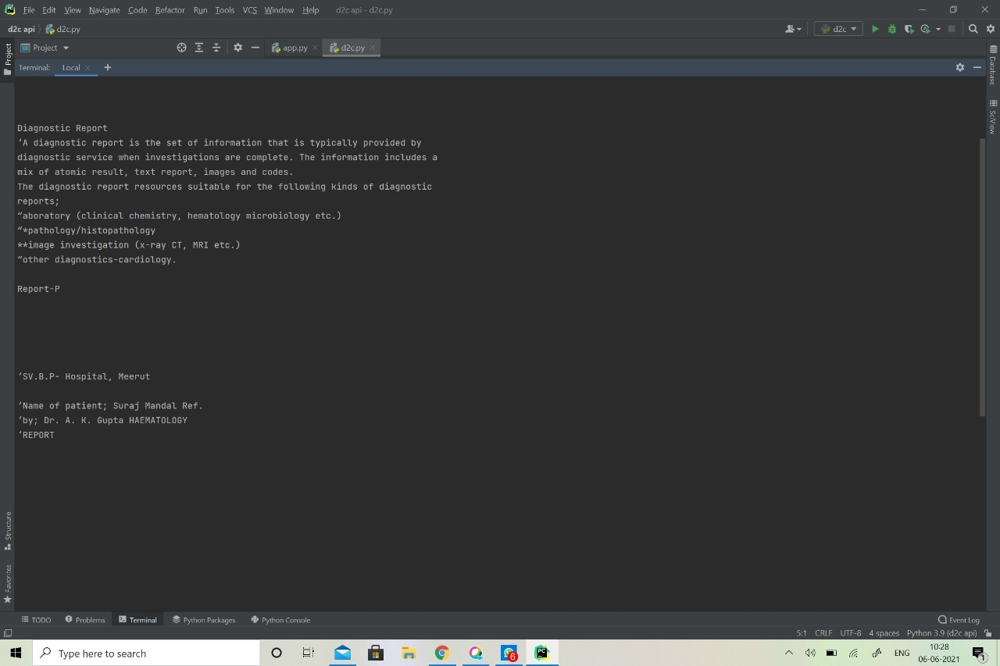 File Edit View Navigate Code Refactor Run Tools VCS Window Help d2c api - d2c.py
d2c api d2c.py d2c
Project app.py d2c.py
Terminal: Local
Project
Database
SciView
Diagnostic Report
‘A diagnostic report is the set of information that is typically provided by
diagnostic service when investigations are complete. The information includes a
mix of atomic result, text report, images and codes.
The diagnostic report resources suitable for the following kinds of diagnostic
reports;
“aboratory (clinical chemistry, hematology microbiology etc.)
“*pathology/histopathology
**image investigation (x-ray CT, MRI etc.)
“other diagnostics-cardiology.
Report-P
‘SV.B.P- Hospital, Meerut
‘Name of patient; Suraj Mandal Ref.
‘by; Dr. A. K. Gupta HAEMATOLOGY
‘REPORT
Structure
Favorites
TODO Problems Terminal Python Packages Python Console Event Log
5:1 CRLF UTF-8 4 spaces Python 3.9 (d2c api)
Type here to search 6 PC ENG 10:28 1
06-06-2021